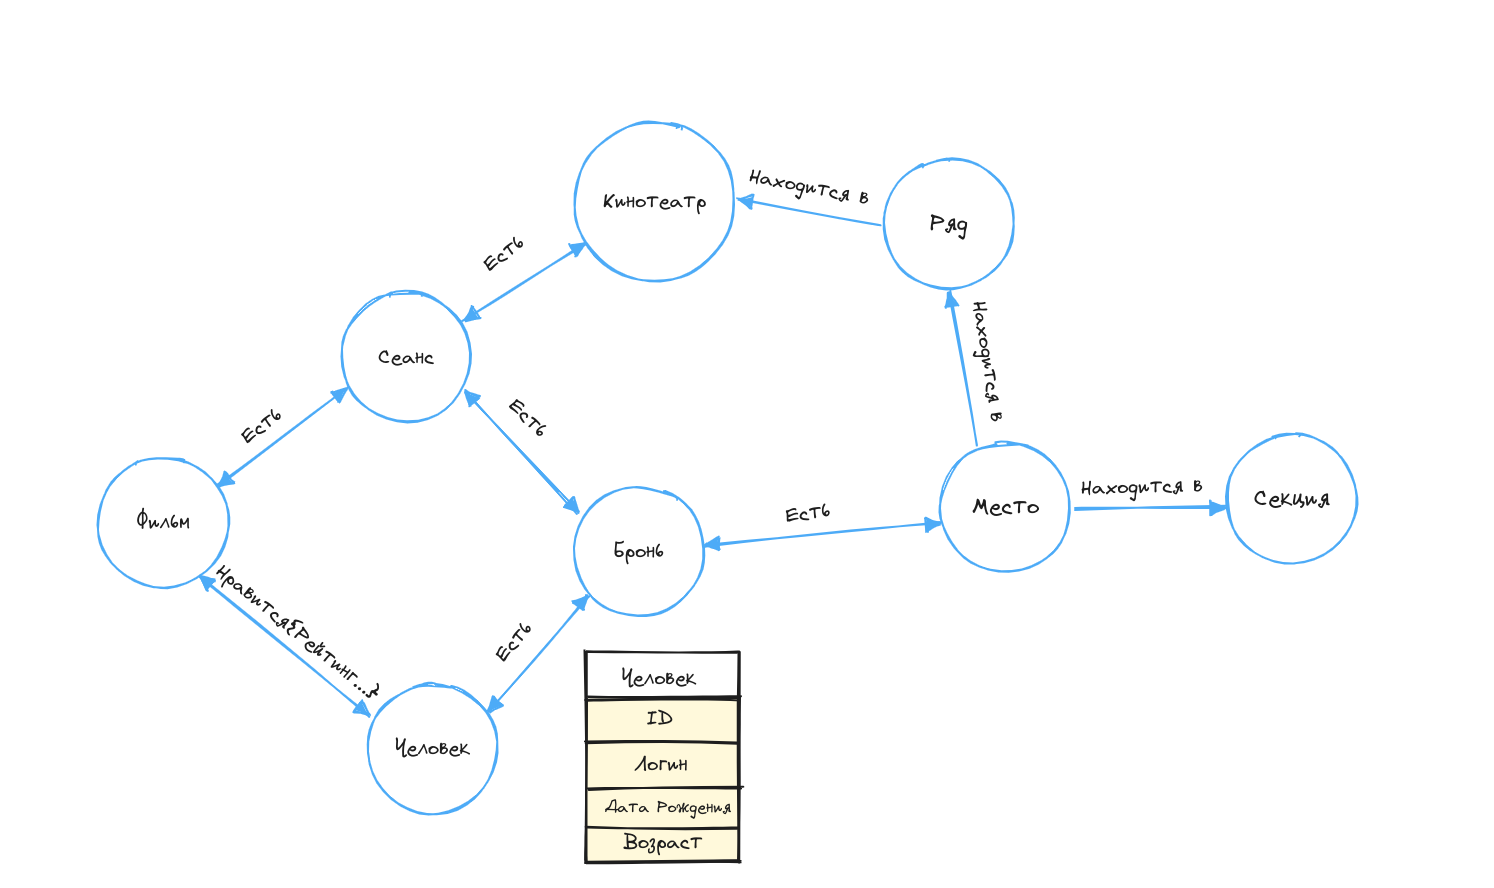 Кинотеатр
Находится в
Ряд
Есть
Сеанс
Находится в
Есть
Есть
Фильм
Бронь
Есть
Место
Находится в
Секция
Нравится{Рейтинг...}
Есть
Человек
Человек
ID
Логин
Дата Рождения
Возраст